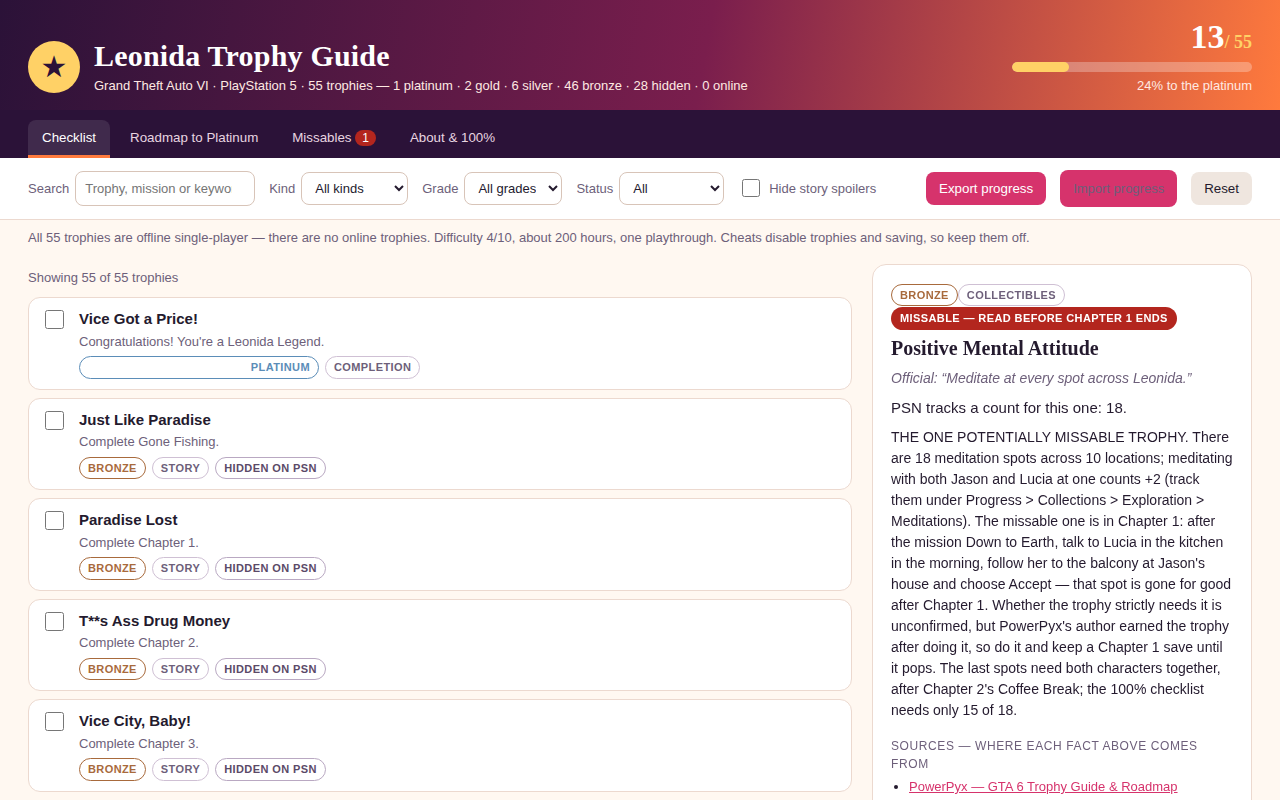 Leonida Trophy Guide
Grand Theft Auto VI · PlayStation 5 · 55 trophies — 1 platinum · 2 gold · 6 silver · 46 bronze · 28 hidden · 0 online
13 / 55
24% to the platinum
Checklist
Roadmap to Platinum
Missables 1
About & 100%
Search Trophy, mission or keywo
Kind All kinds
Grade All grades
Status All
Hide story spoilers
Export progress
Import progress
Reset
All 55 trophies are offline single-player — there are no online trophies. Difficulty 4/10, about 200 hours, one playthrough. Cheats disable trophies and saving, so keep them off.
Showing 55 of 55 trophies
Vice Got a Price!
Congratulations! You're a Leonida Legend.
PLATINUM COMPLETION
Just Like Paradise
Complete Gone Fishing.
BRONZE STORY HIDDEN ON PSN
Paradise Lost
Complete Chapter 1.
BRONZE STORY HIDDEN ON PSN
T**s Ass Drug Money
Complete Chapter 2.
BRONZE STORY HIDDEN ON PSN
Vice City, Baby!
Complete Chapter 3.
BRONZE STORY HIDDEN ON PSN
BRONZE COLLECTIBLES
MISSABLE — READ BEFORE CHAPTER 1 ENDS
Positive Mental Attitude
Official: “Meditate at every spot across Leonida.”
PSN tracks a count for this one: 18.
THE ONE POTENTIALLY MISSABLE TROPHY. There
are 18 meditation spots across 10 locations; meditating
with both Jason and Lucia at one counts +2 (track
them under Progress > Collections > Exploration >
Meditations). The missable one is in Chapter 1: after
the mission Down to Earth, talk to Lucia in the kitchen
in the morning, follow her to the balcony at Jason's
house and choose Accept — that spot is gone for good
after Chapter 1. Whether the trophy strictly needs it is
unconfirmed, but PowerPyx's author earned the trophy
after doing it, so do it and keep a Chapter 1 save until
it pops. The last spots need both characters together,
after Chapter 2's Coffee Break; the 100% checklist
needs only 15 of 18.
SOURCES — WHERE EACH FACT ABOVE COMES
FROM
PowerPyx — GTA 6 Trophy Guide & Roadmap